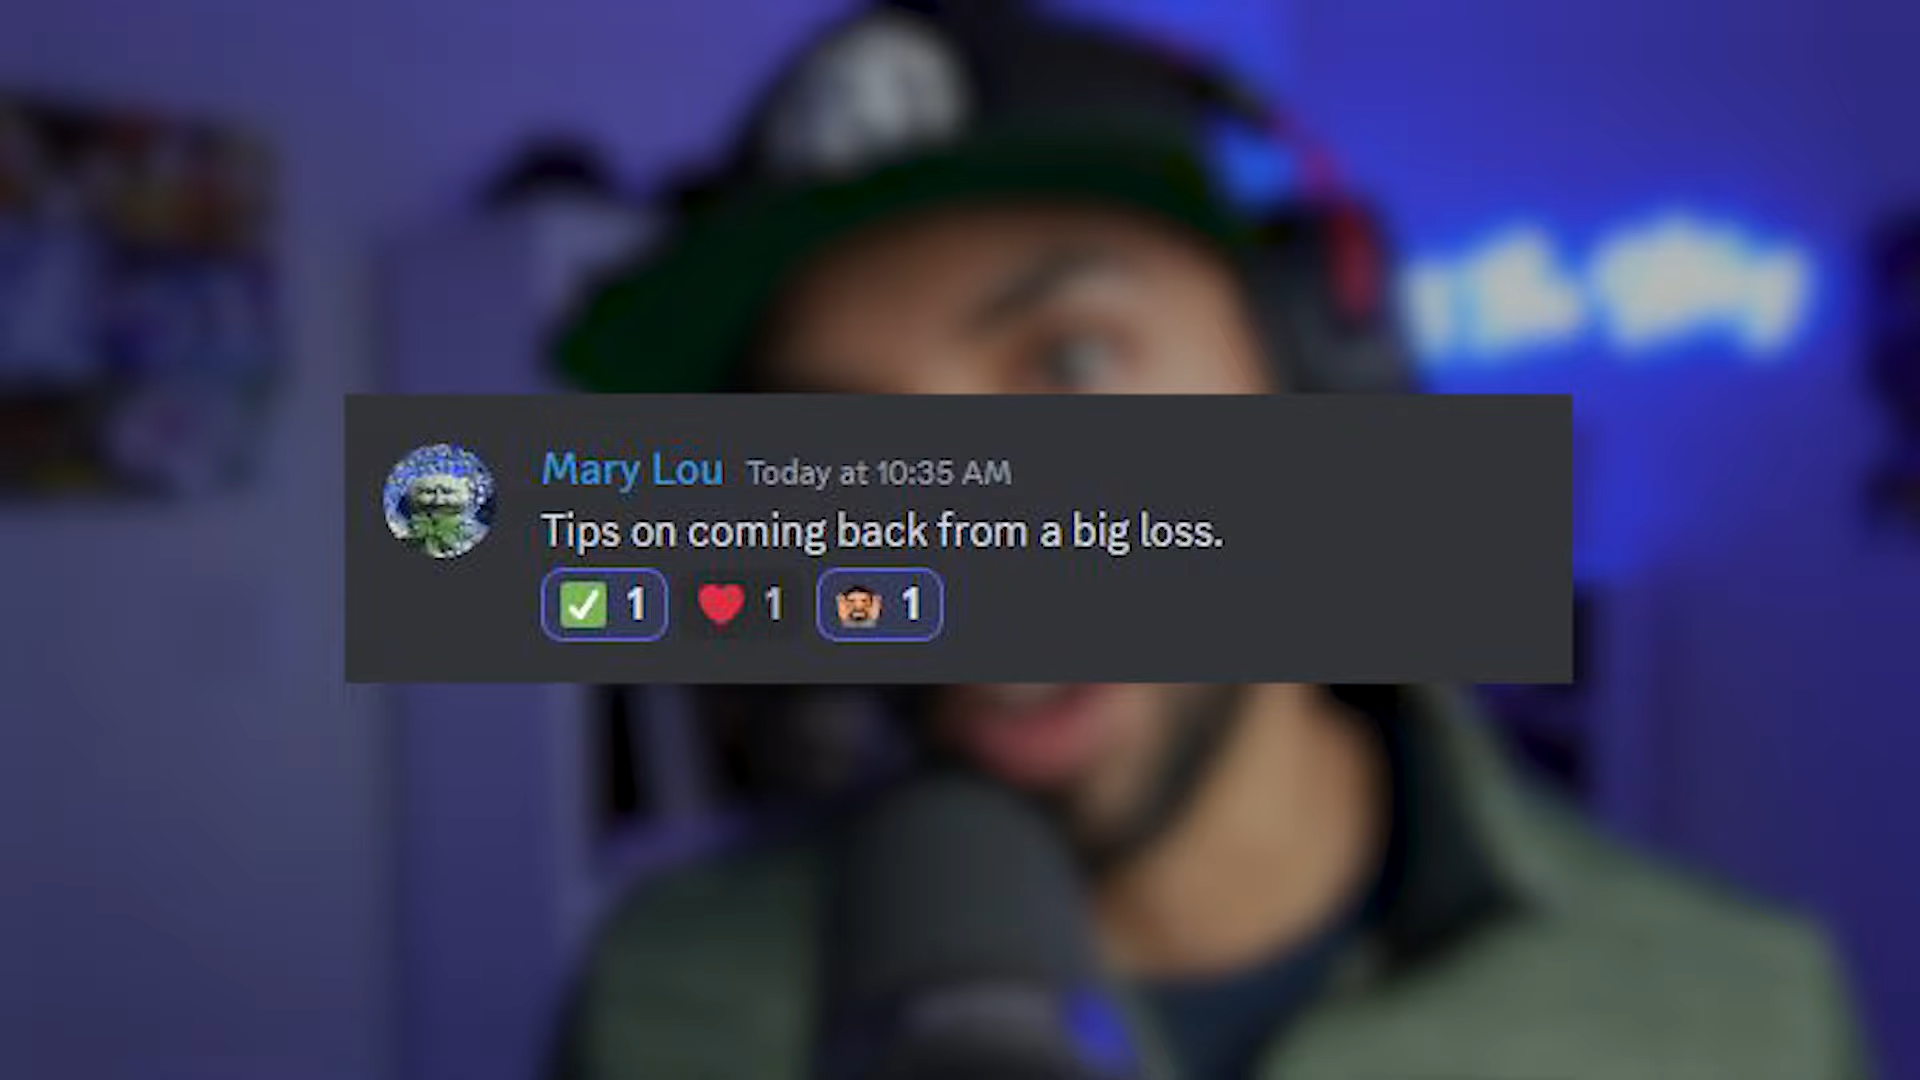 Mary Lou Today at 10:35 AM
Tips on coming back from a big loss.
1 1 1